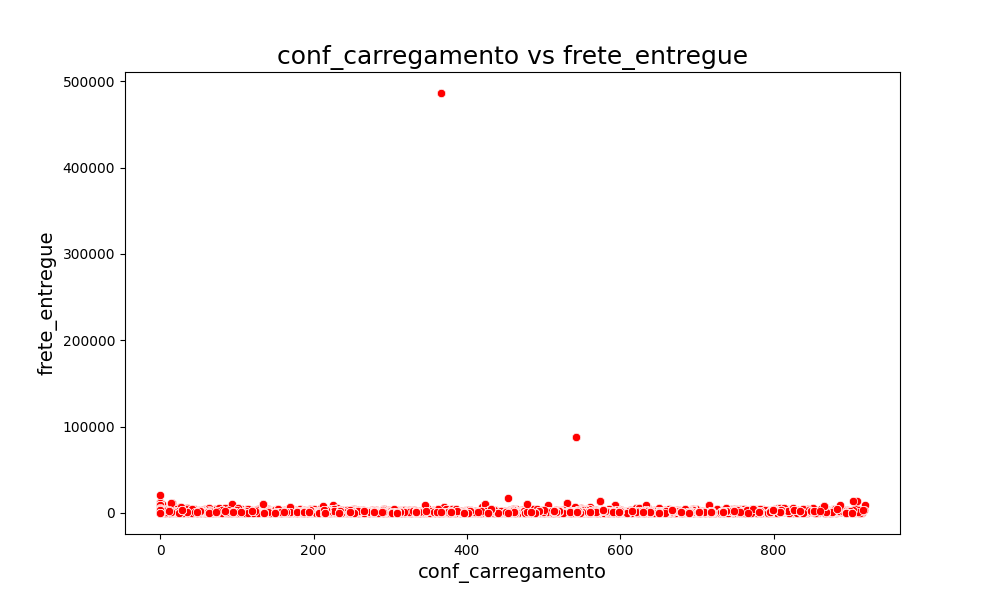 conf_carregamento vs frete_entregue
500000
400000
300000
200000
100000
0
frete_entregue
0 200 400 600 800
conf_carregamento